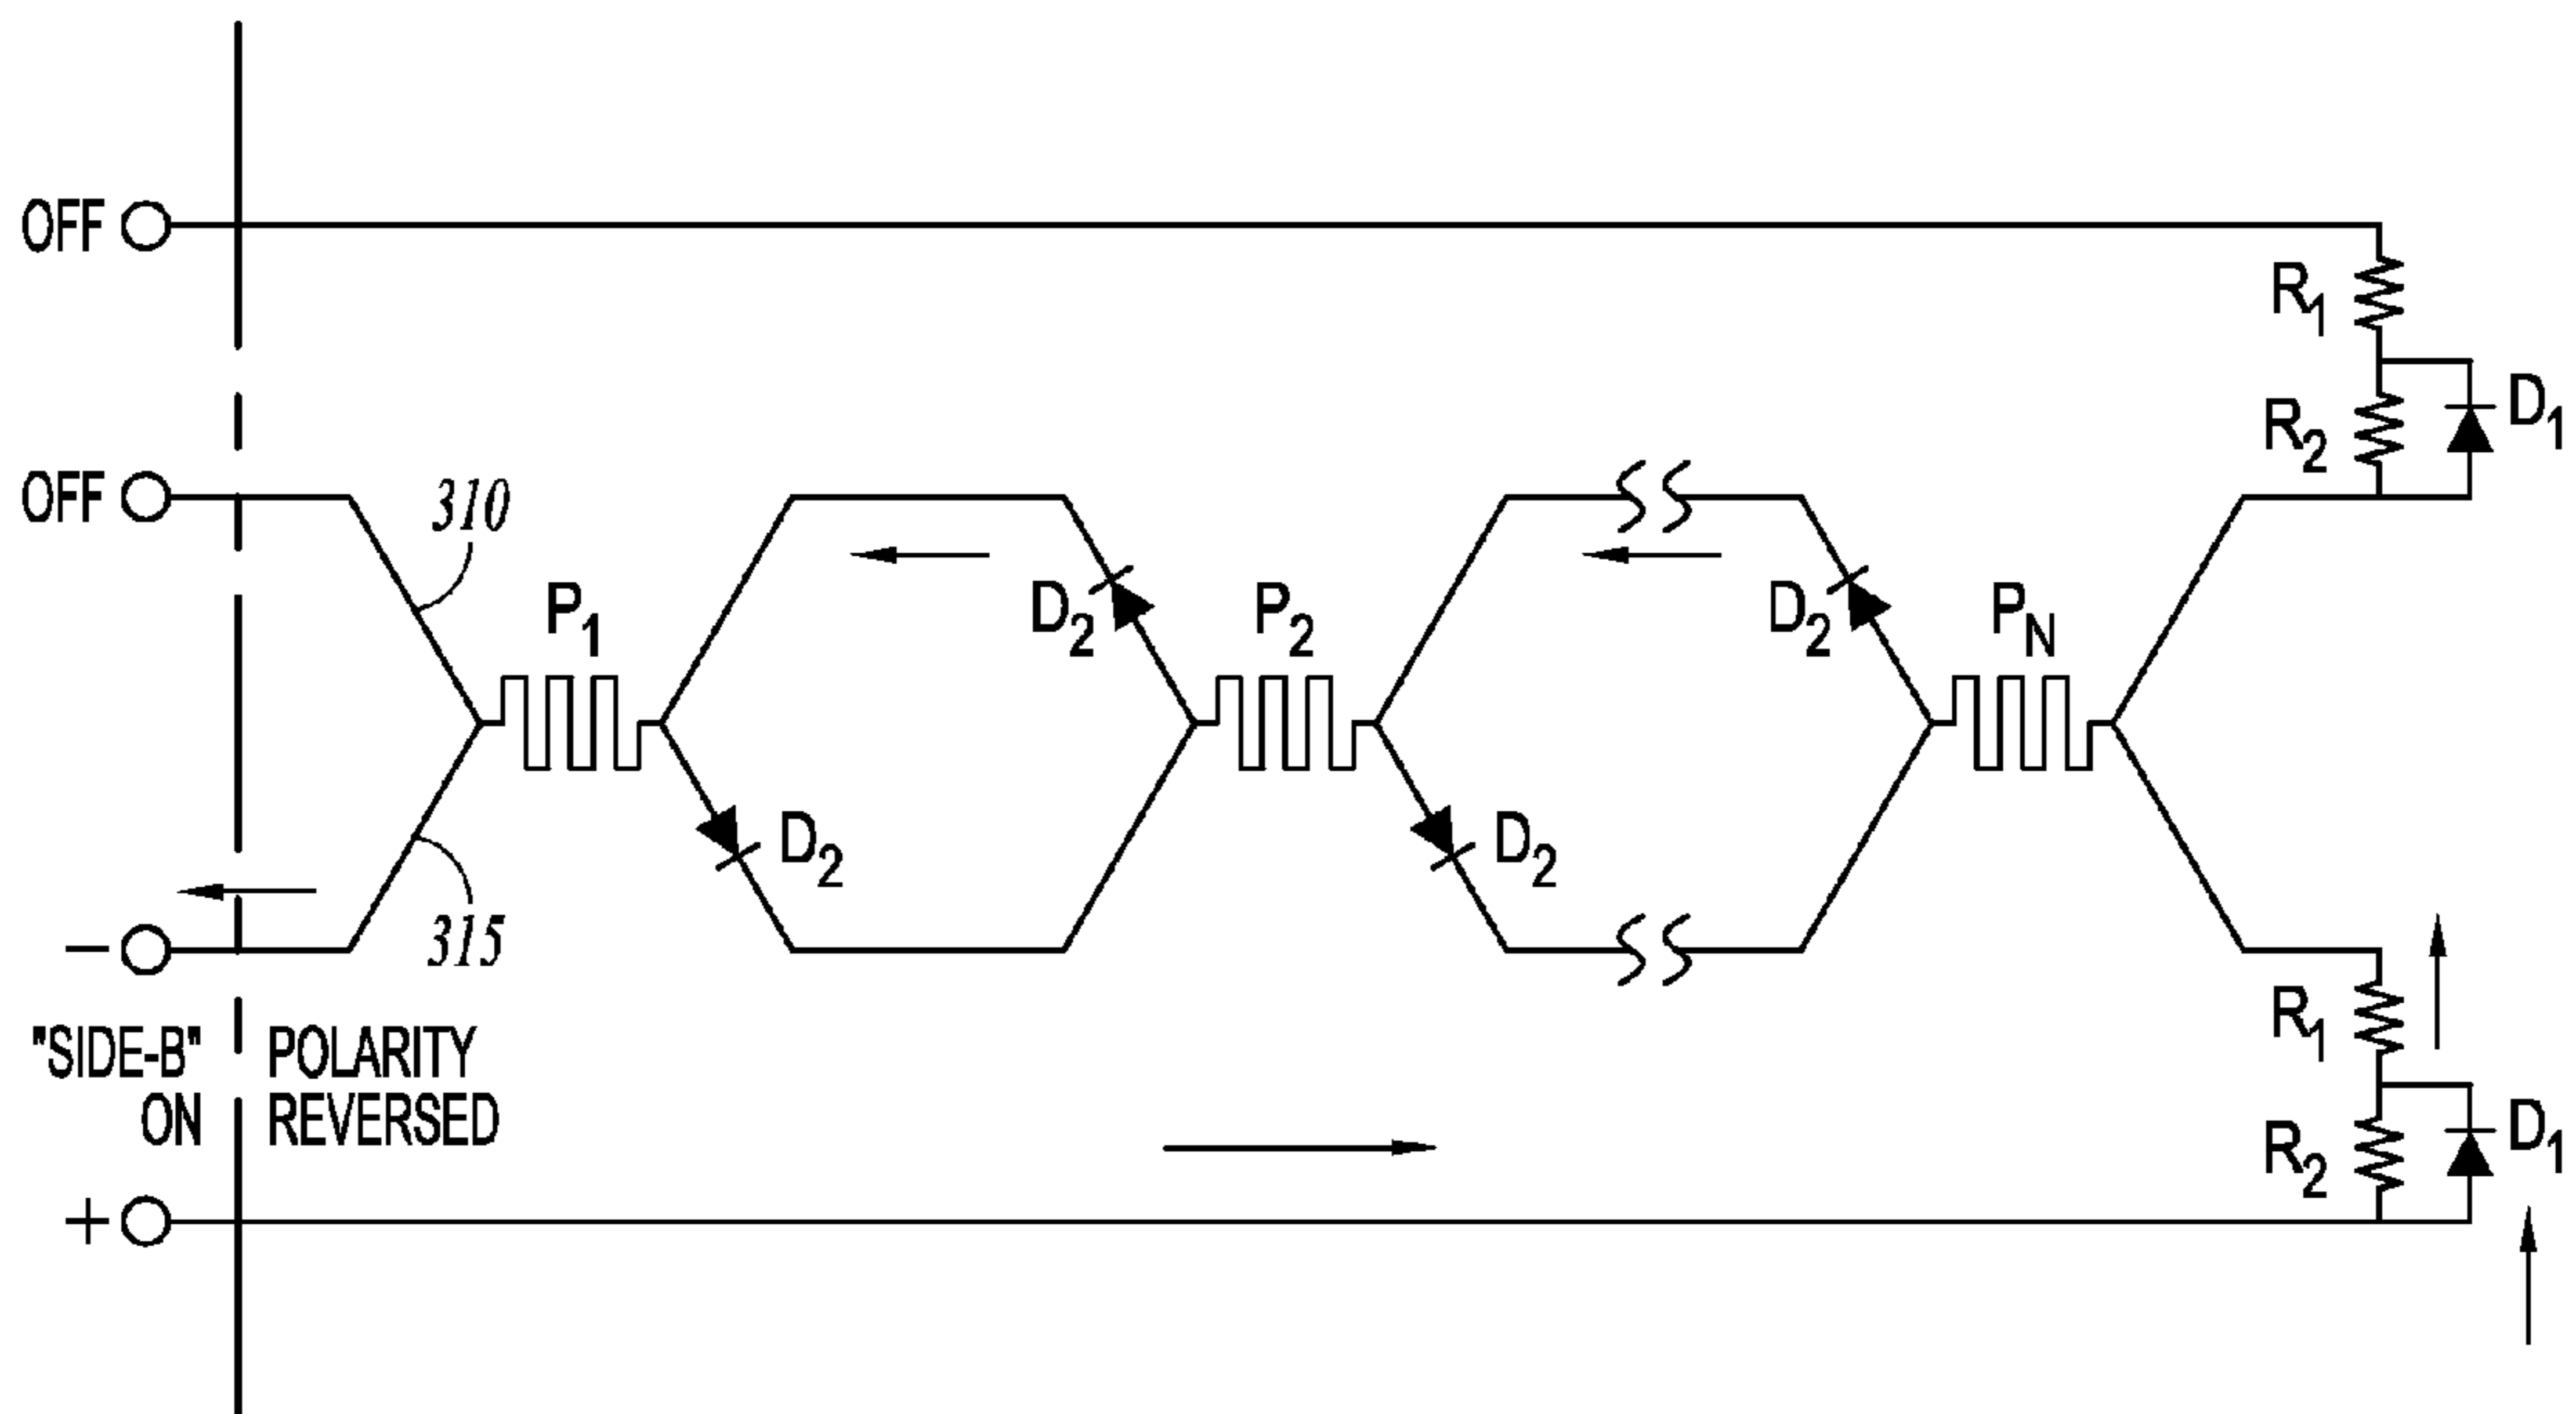 OFF
R1
R2
D1
OFF
310
P1
D2
P2
D2
PN
D2
D2
−
315
"SIDE-B" ON
POLARITY REVERSED
R1
R2
D1
+